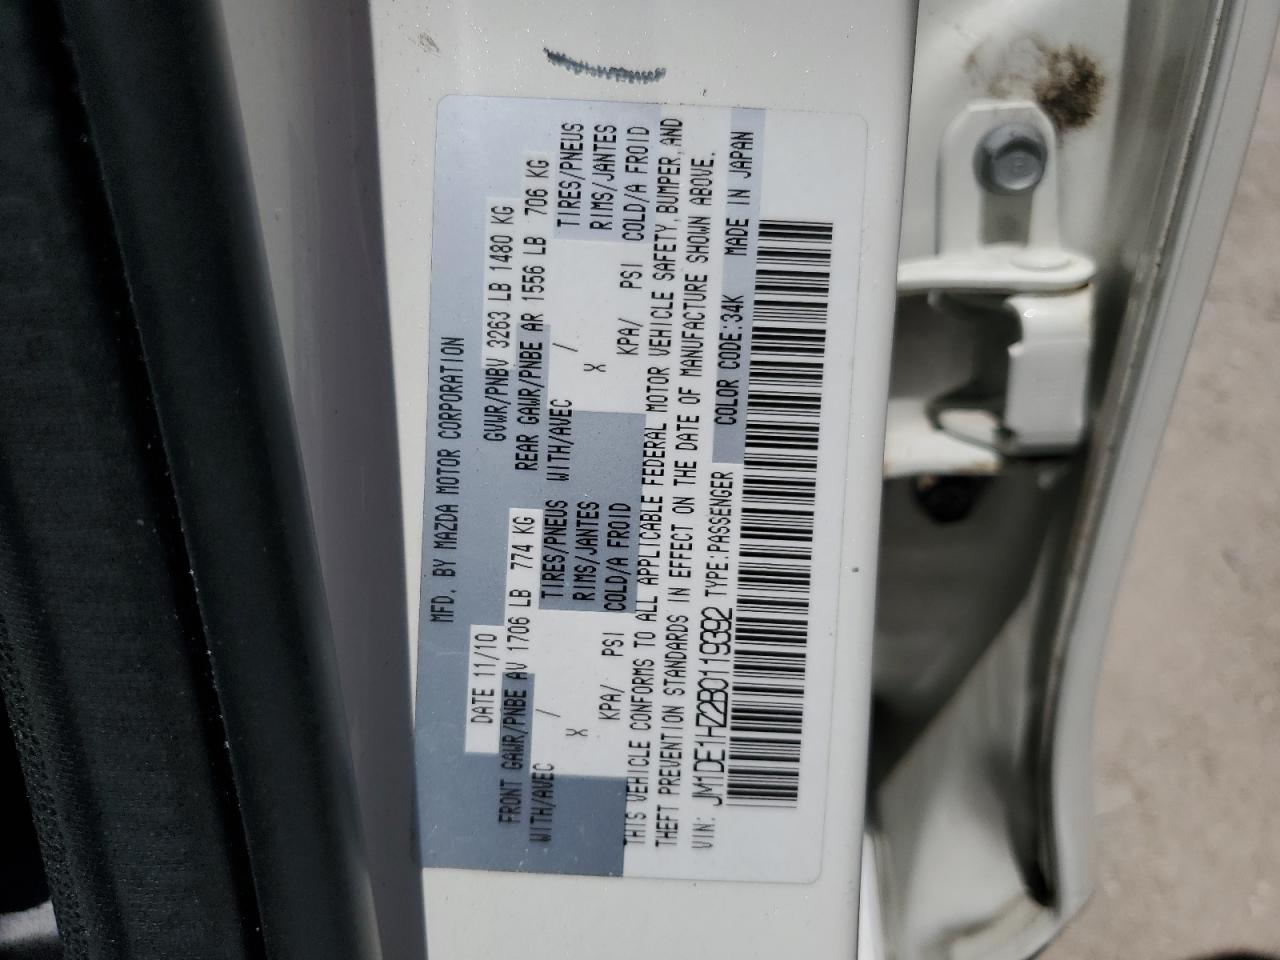 MFD. BY MAZDA MOTOR CORPORATION
DATE 11/10 GVWR/PNBV 3263 LB 1480 KG
FRONT GAWR/PNBE AV 1706 LB 774 KG REAR GAWR/PNBE AR 1556 LB 706 KG
WITH/AVEC / TIRES/PNEUS WITH/AVEC / TIRES/PNEUS
X RIMS/JANTES X RIMS/JANTES
KPA/ PSI COLD/A FROID KPA/ PSI COLD/A FROID
THIS VEHICLE CONFORMS TO ALL APPLICABLE FEDERAL MOTOR VEHICLE SAFETY, BUMPER, AND
THEFT PREVENTION STANDARDS IN EFFECT ON THE DATE OF MANUFACTURE SHOWN ABOVE.
VIN: JM1DE1HZ2B0119392 TYPE:PASSENGER COLOR CODE:34K MADE IN JAPAN